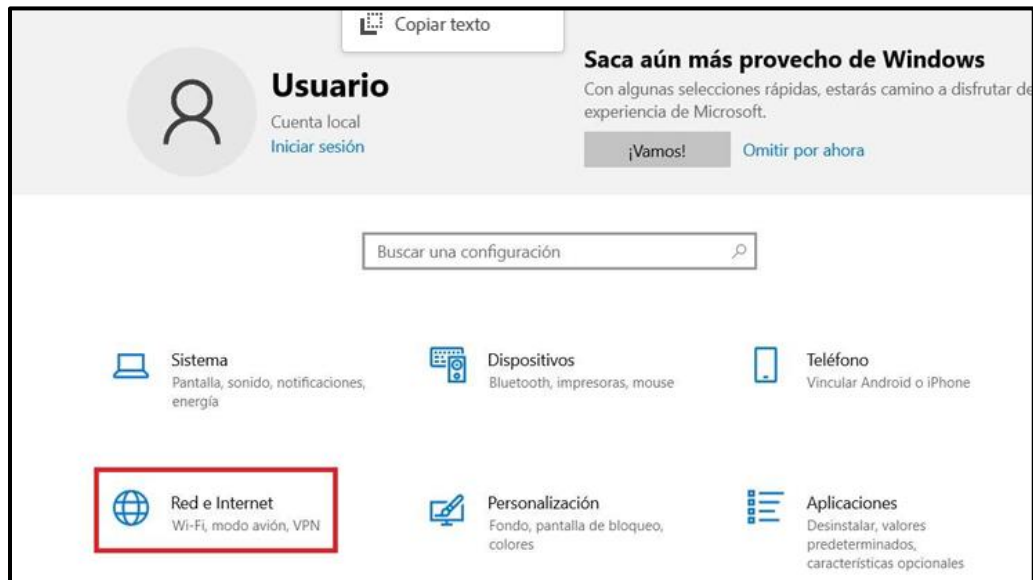 Copiar texto
Usuario
Cuenta local
Iniciar sesión
Saca aún más provecho de Windows
Con algunas selecciones rápidas, estarás camino a disfrutar de
experiencia de Microsoft.
¡Vamos!
Omitir por ahora
Buscar una configuración
Sistema
Pantalla, sonido, notificaciones,
energía
Dispositivos
Bluetooth, impresoras, mouse
Teléfono
Vincular Android o iPhone
Red e Internet
Wi-Fi, modo avión, VPN
Personalización
Fondo, pantalla de bloqueo,
colores
Aplicaciones
Desinstalar, valores
predeterminados,
características opcionales